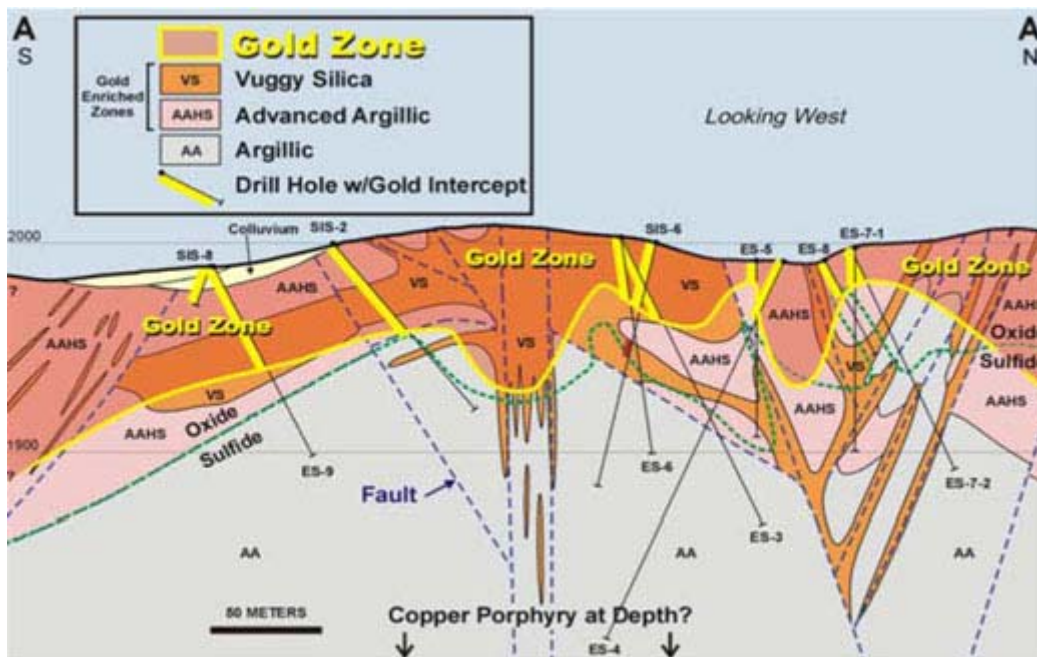 A
S
A
N
Gold Zone
Gold
Enriched
Zones
VS
Vuggy Silica
AAHS
Advanced Argillic
AA
Argillic
Drill Hole w/Gold Intercept
Looking West
2000
Colluvium
SIS-8
SIS-2
SIS-6
ES-5
ES-8
ES-7-1
Gold Zone
Gold Zone
Gold Zone
AAHS
AAHS
VS
VS
VS
AAHS
AAHS
?
VS
AAHS
VS
AAHS
AAHS
AAHS
Oxide
Sulfide
Oxide
Sulfide
1900
?
ES-9
ES-6
ES-7-2
ES-3
Fault
AA
AA
AA
50 METERS
Copper Porphyry at Depth?
ES-4